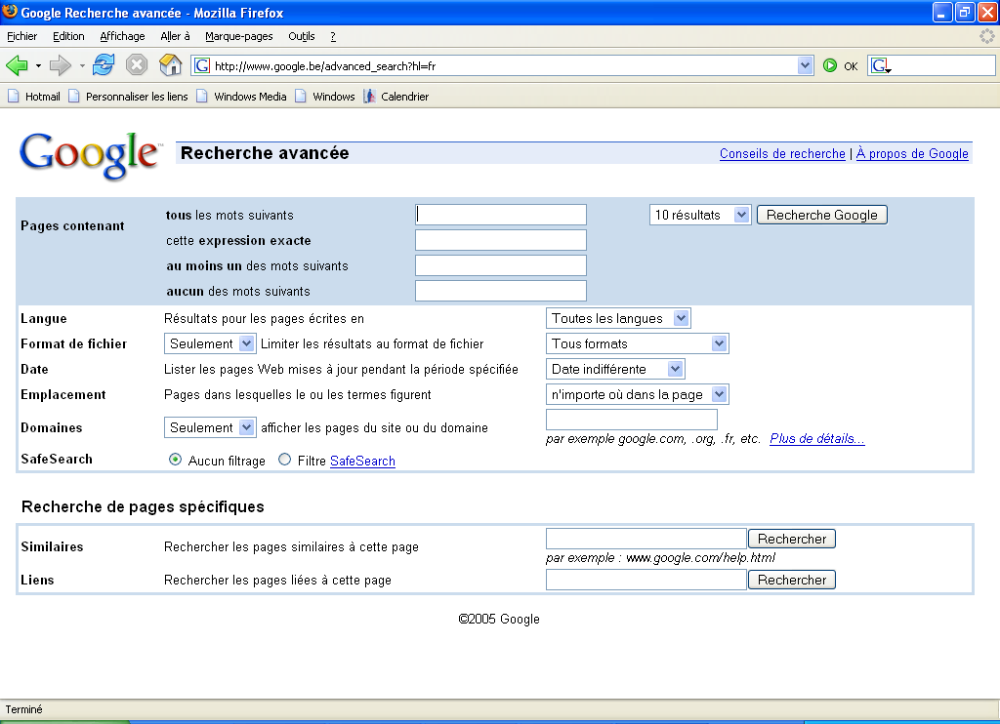 Google Recherche avancée - Mozilla Firefox
Fichier Edition Affichage Aller à Marque-pages Outils ?
http://www.google.be/advanced_search?hl=fr OK G
Hotmail Personnaliser les liens Windows Media Windows Calendrier
Google™ Recherche avancée Conseils de recherche | À propos de Google
Pages contenant
tous les mots suivants 10 résultats Recherche Google
cette expression exacte
au moins un des mots suivants
aucun des mots suivants
Langue Résultats pour les pages écrites en Toutes les langues
Format de fichier Seulement Limiter les résultats au format de fichier Tous formats
Date Lister les pages Web mises à jour pendant la période spécifiée Date indifférente
Emplacement Pages dans lesquelles le ou les termes figurent n'importe où dans la page
Domaines Seulement afficher les pages du site ou du domaine
par exemple google.com, .org, .fr, etc. Plus de détails...
SafeSearch Aucun filtrage Filtre SafeSearch
Recherche de pages spécifiques
Similaires Rechercher les pages similaires à cette page Rechercher
par exemple : www.google.com/help.html
Liens Rechercher les pages liées à cette page Rechercher
©2005 Google
Terminé